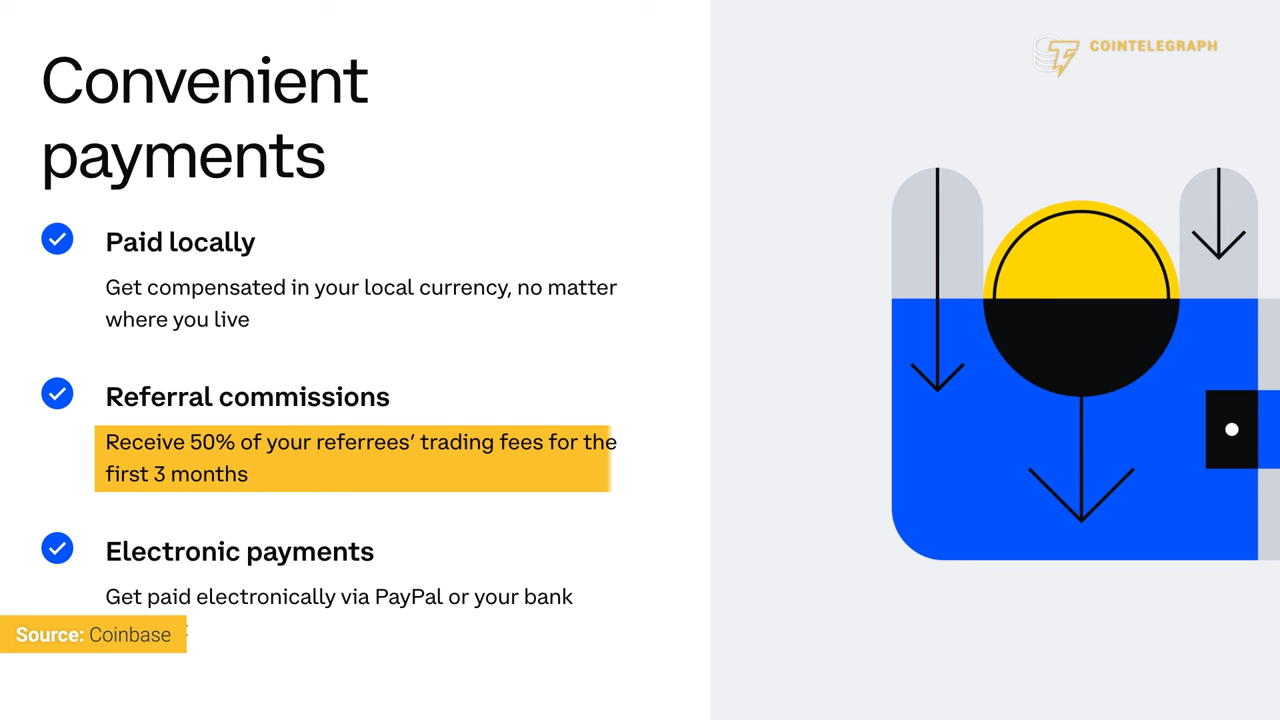 COINTELEGRAPH
Convenient
payments
Paid locally
Get compensated in your local currency, no matter
where you live
Referral commissions
Receive 50% of your referrees’ trading fees for the
first 3 months
Electronic payments
Get paid electronically via PayPal or your bank
Source: Coinbase